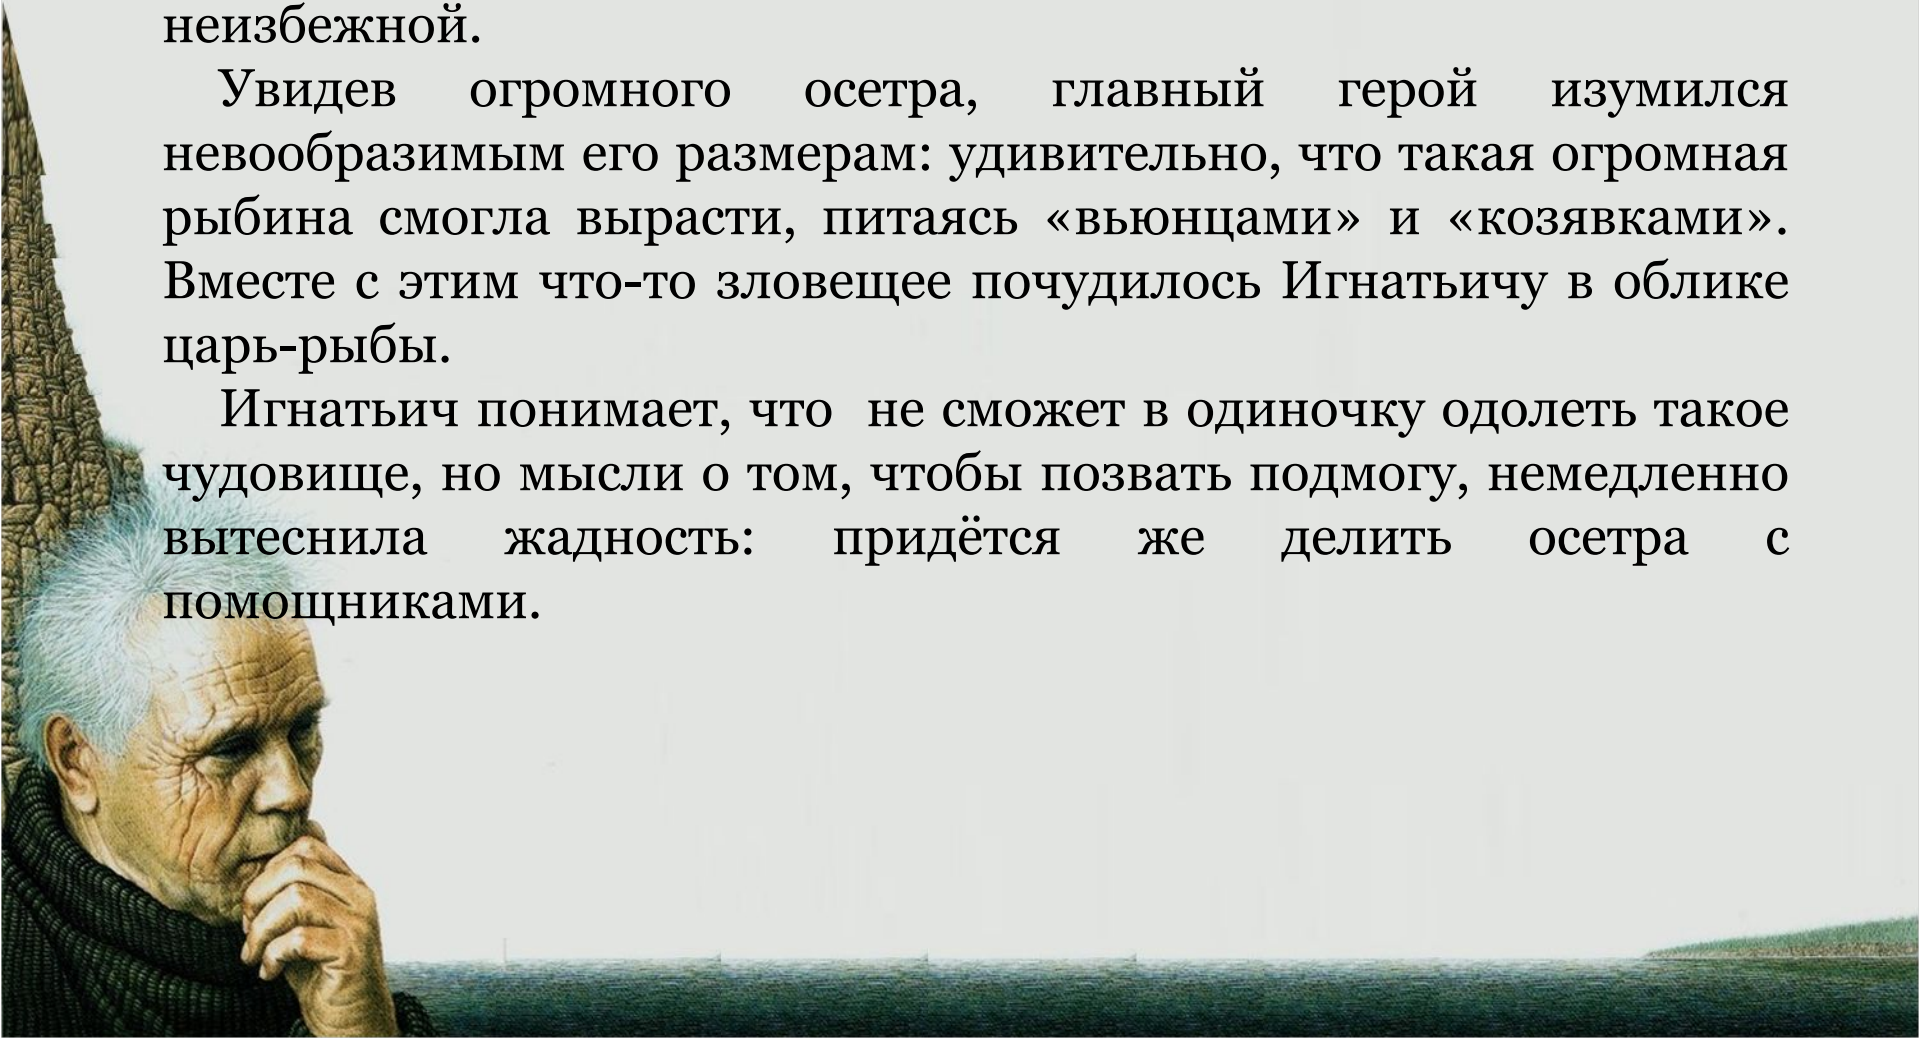 неизбежной.
Увидев огромного осетра, главный герой изумился
невообразимым его размерам: удивительно, что такая огромная
рыбина смогла вырасти, питаясь «вьюнцами» и «козявками».
Вместе с этим что-то зловещее почудилось Игнатьичу в облике
царь-рыбы.
Игнатьич понимает, что не сможет в одиночку одолеть такое
чудовище, но мысли о том, чтобы позвать подмогу, немедленно
вытеснила жадность: придётся же делить осетра с
помощниками.